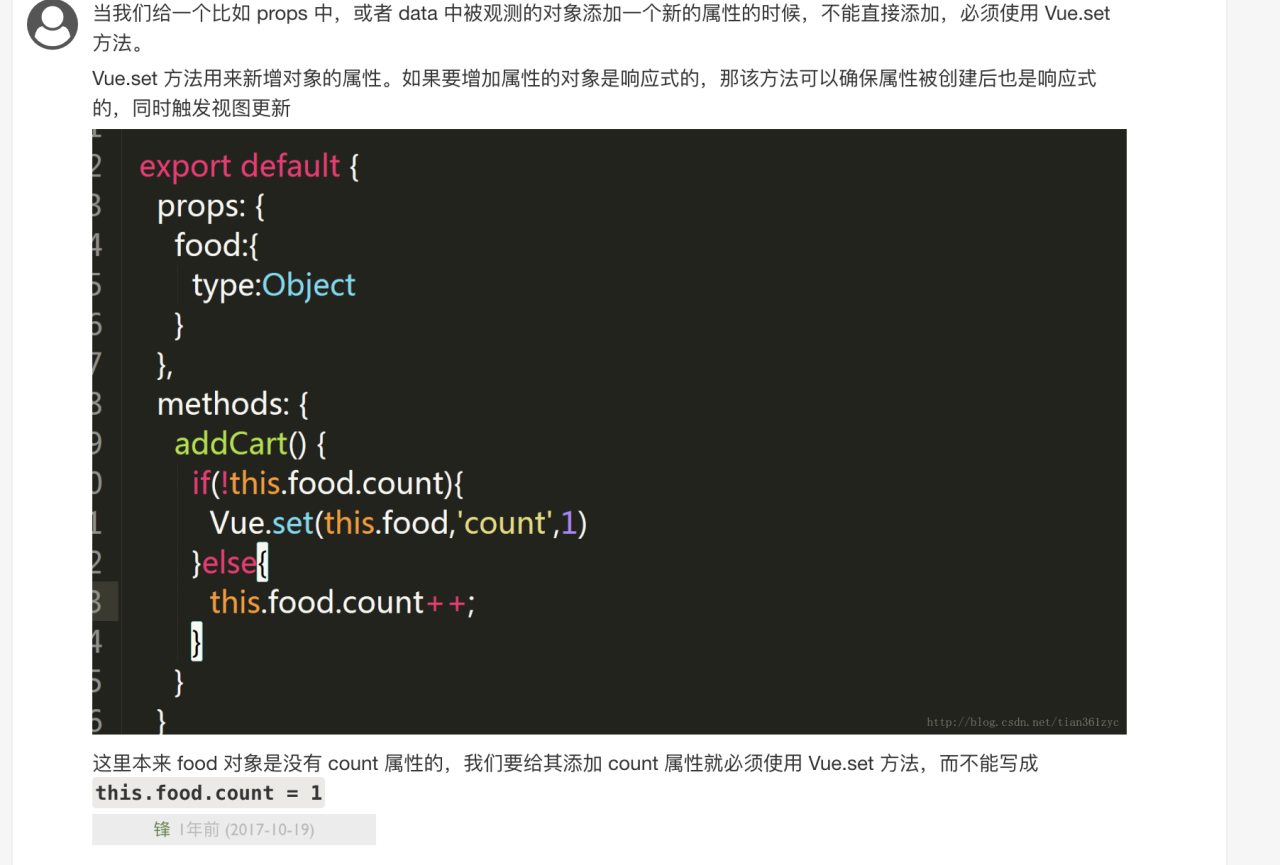 当我们给一个比如 props 中，或者 data 中被观测的对象添加一个新的属性的时候，不能直接添加，必须使用 Vue.set
方法。
Vue.set 方法用来新增对象的属性。如果要增加属性的对象是响应式的，那该方法可以确保属性被创建后也是响应式
的，同时触发视图更新
2 export default {
3 props: {
4 food:{
5 type:Object
6 }
7 },
8 methods: {
9 addCart() {
0 if(!this.food.count){
1 Vue.set(this.food,'count',1)
2 }else{
3 this.food.count++;
4 }
5 }
6 }
http://blog.csdn.net/tian361zyc
这里本来 food 对象是没有 count 属性的，我们要给其添加 count 属性就必须使用 Vue.set 方法，而不能写成
this.food.count = 1
锋 1年前 (2017-10-19)